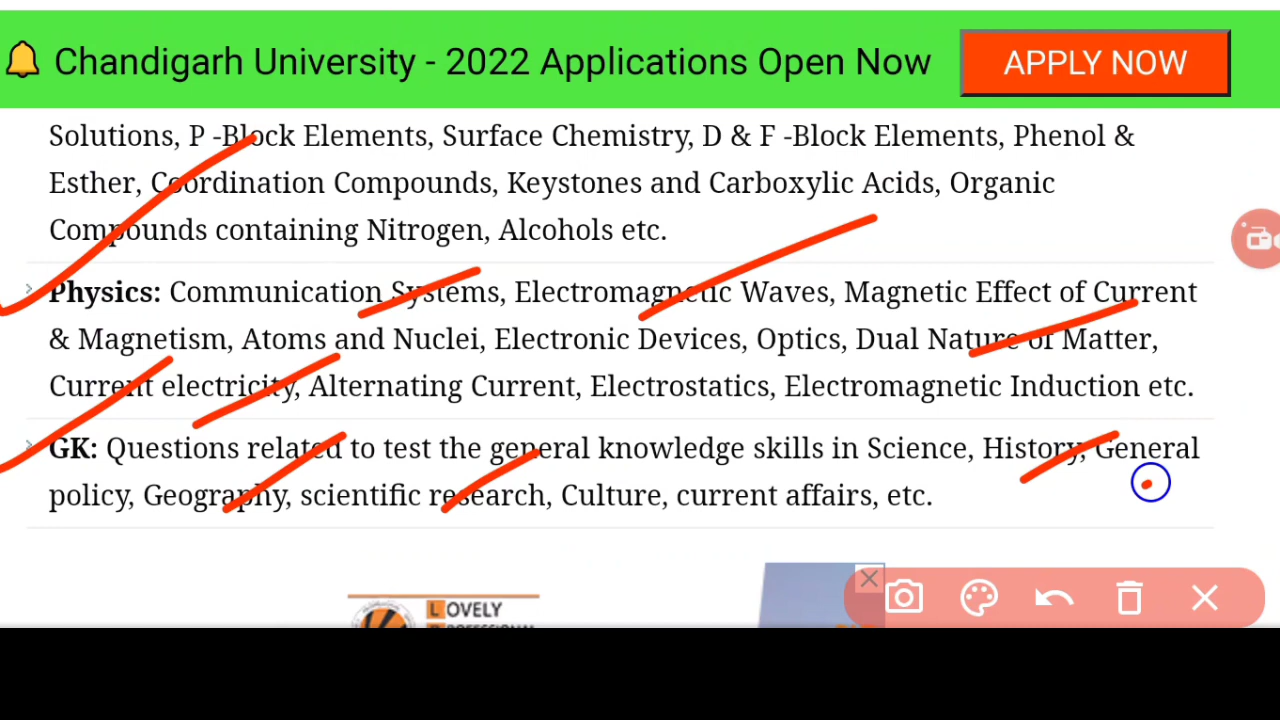 Chandigarh University - 2022 Applications Open Now APPLY NOW
Solutions, P -Block Elements, Surface Chemistry, D & F -Block Elements, Phenol &
Esther, Coordination Compounds, Keystones and Carboxylic Acids, Organic
Compounds containing Nitrogen, Alcohols etc.
Physics: Communication Systems, Electromagnetic Waves, Magnetic Effect of Current
& Magnetism, Atoms and Nuclei, Electronic Devices, Optics, Dual Nature of Matter,
Current electricity, Alternating Current, Electrostatics, Electromagnetic Induction etc.
GK: Questions related to test the general knowledge skills in Science, History, General
policy, Geography, scientific research, Culture, current affairs, etc.
LOVELY